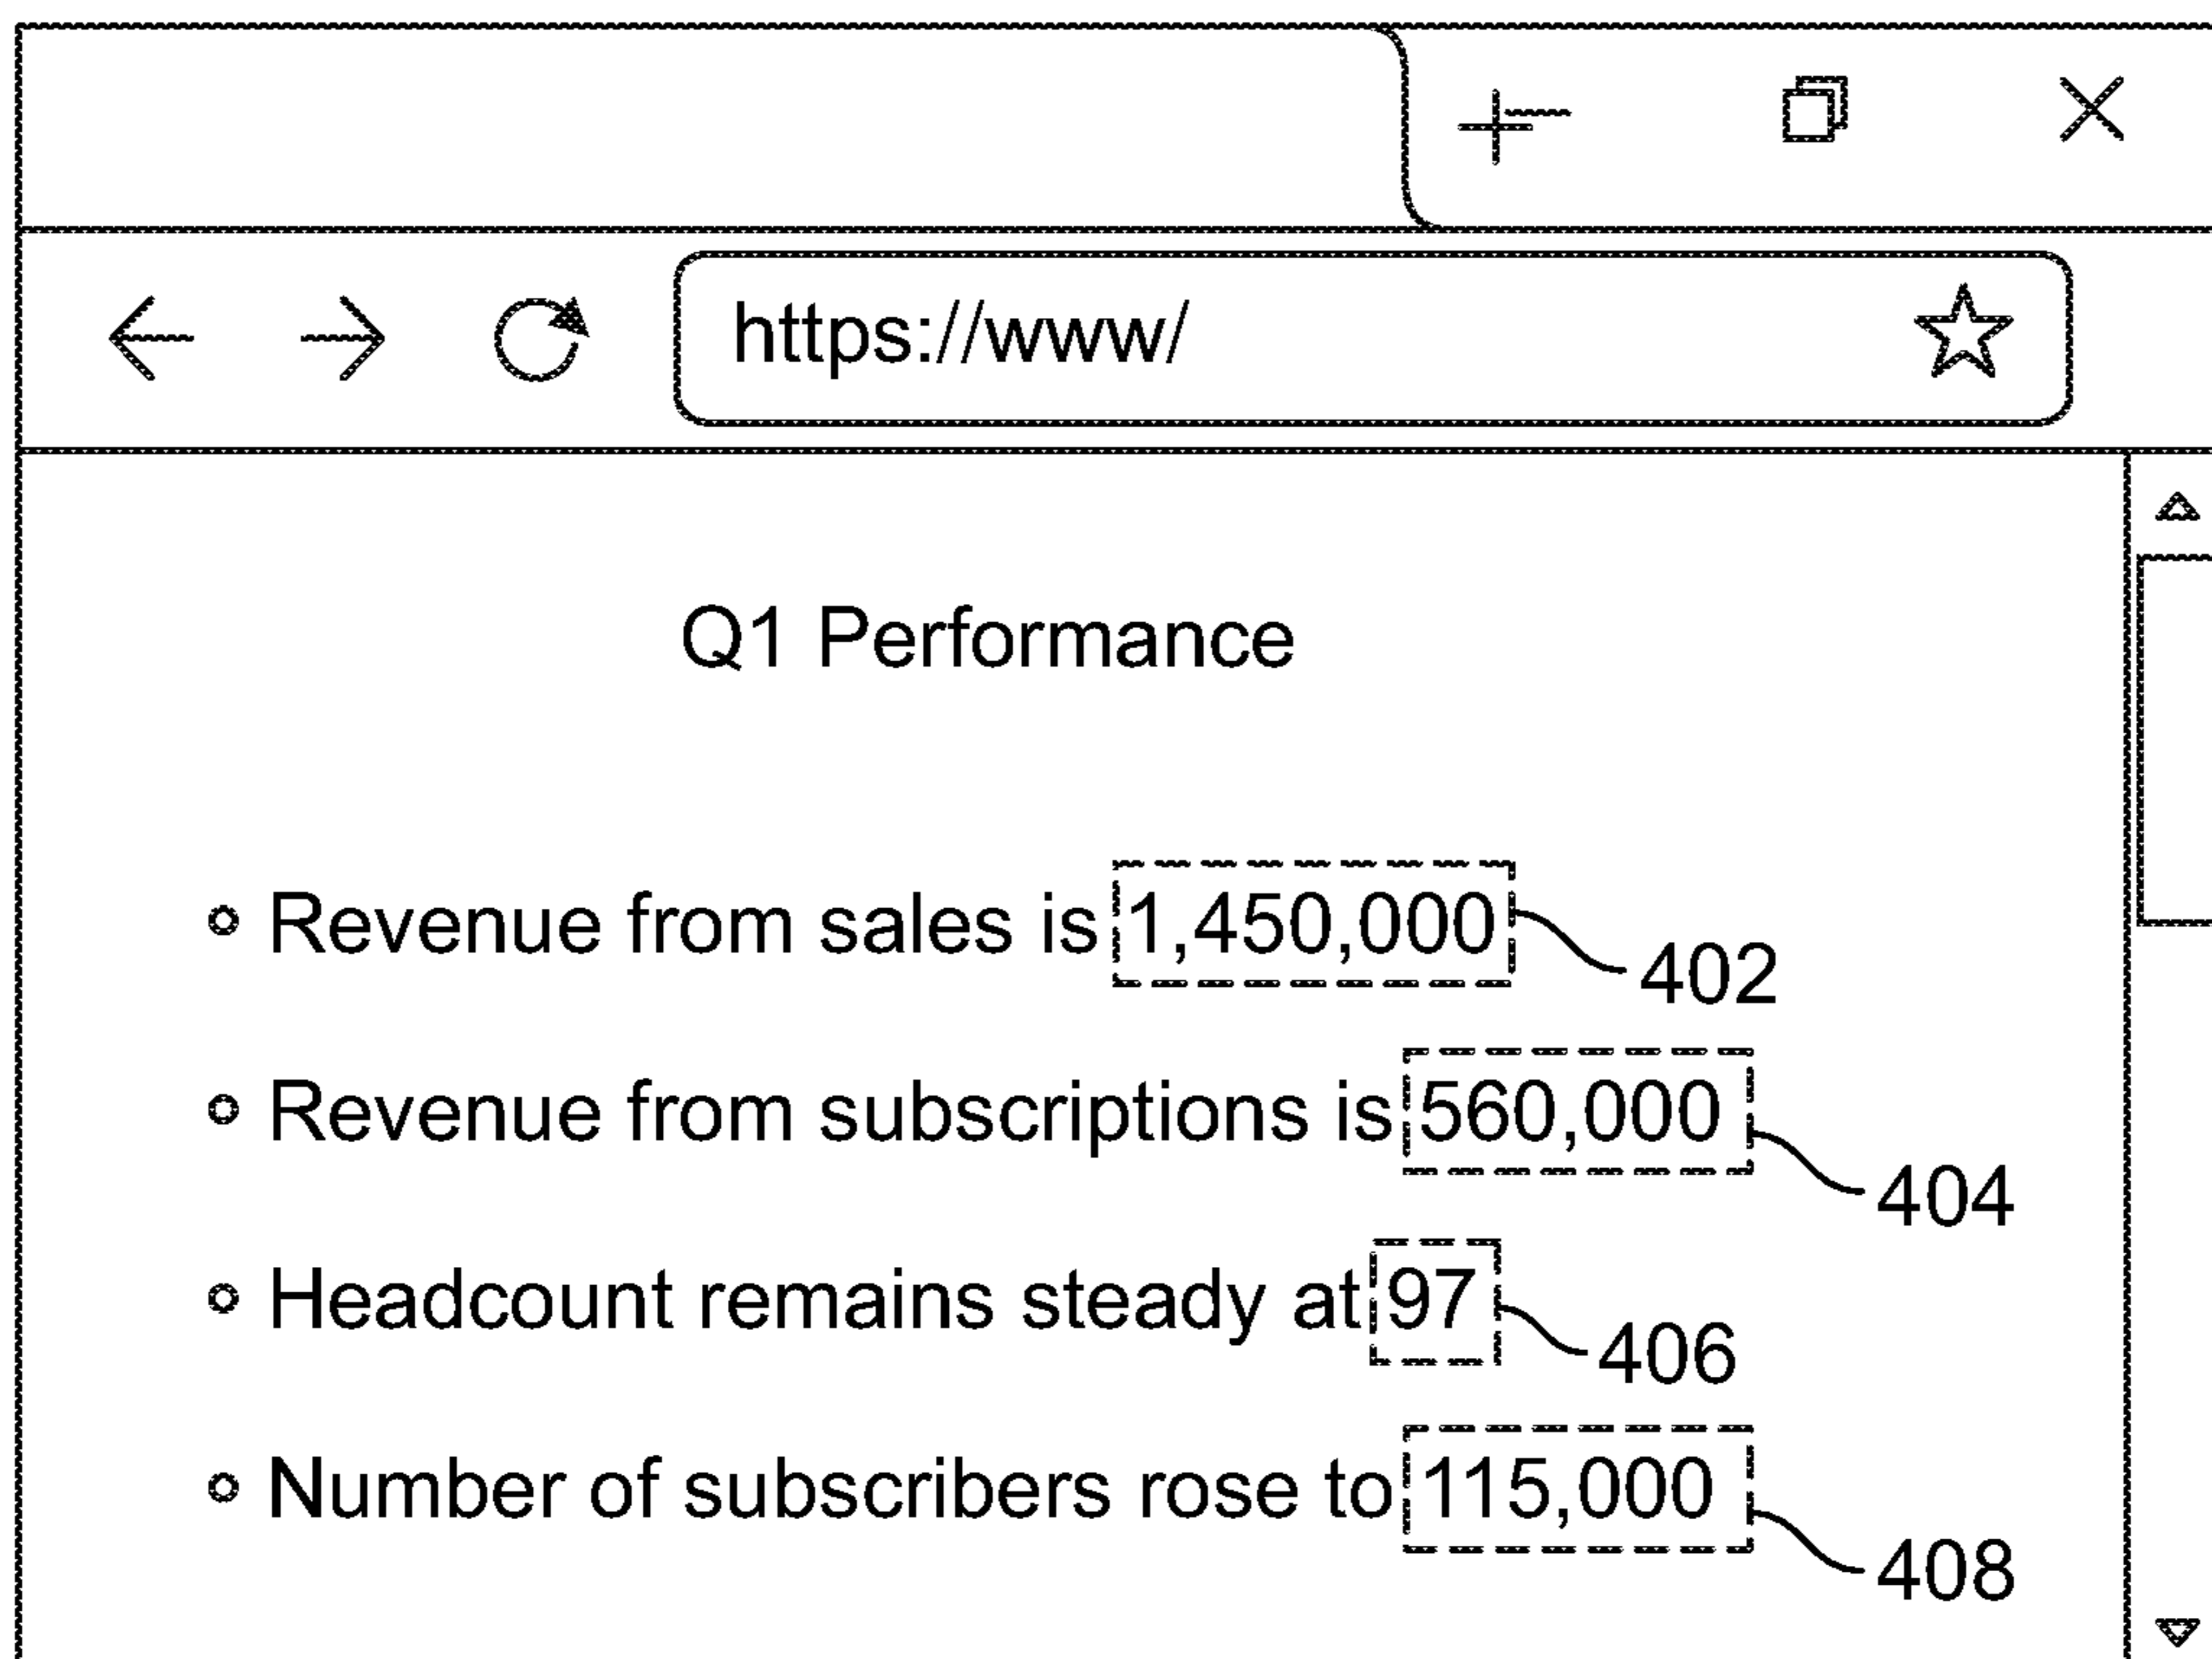 https://www/
Q1 Performance
Revenue from sales is 1,450,000
402
Revenue from subscriptions is 560,000
404
Headcount remains steady at 97
406
Number of subscribers rose to 115,000
408